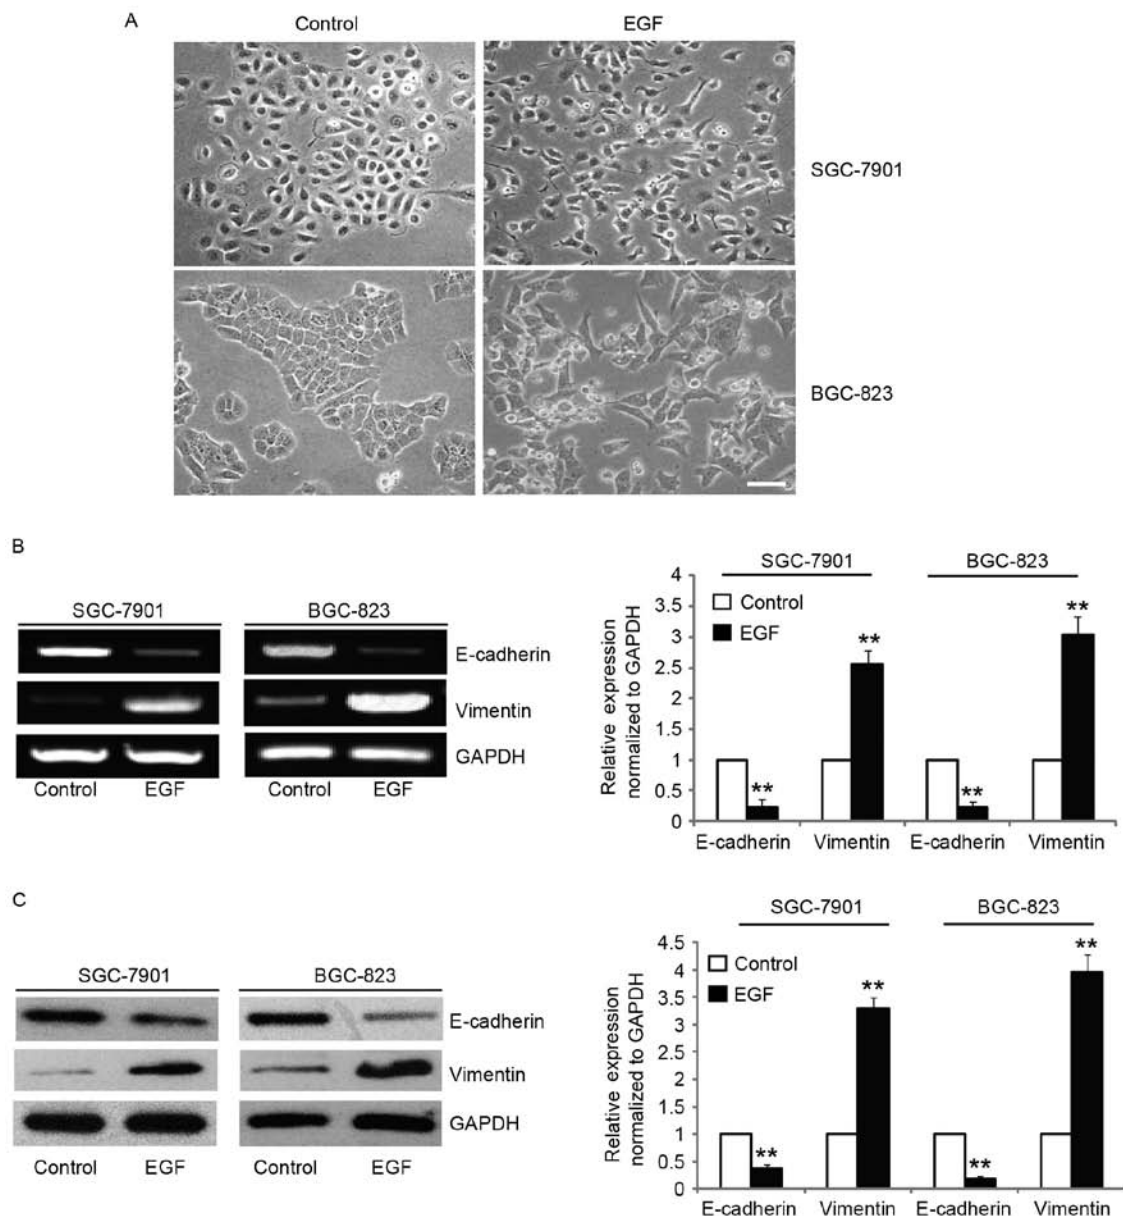 A
Control EGF
SGC-7901
BGC-823
B
SGC-7901 BGC-823
E-cadherin
Vimentin
GAPDH
Control EGF Control EGF
SGC-7901 BGC-823
Relative expression
normalized to GAPDH
4
3.5
3
2.5
2
1.5
1
0.5
0
Control
EGF
** ** ** **
E-cadherin Vimentin E-cadherin Vimentin
C
SGC-7901 BGC-823
E-cadherin
Vimentin
GAPDH
Control EGF Control EGF
SGC-7901 BGC-823
Relative expression
normalized to GAPDH
4.5
4
3.5
3
2.5
2
1.5
1
0.5
0
Control
EGF
** ** ** **
E-cadherin Vimentin E-cadherin Vimentin